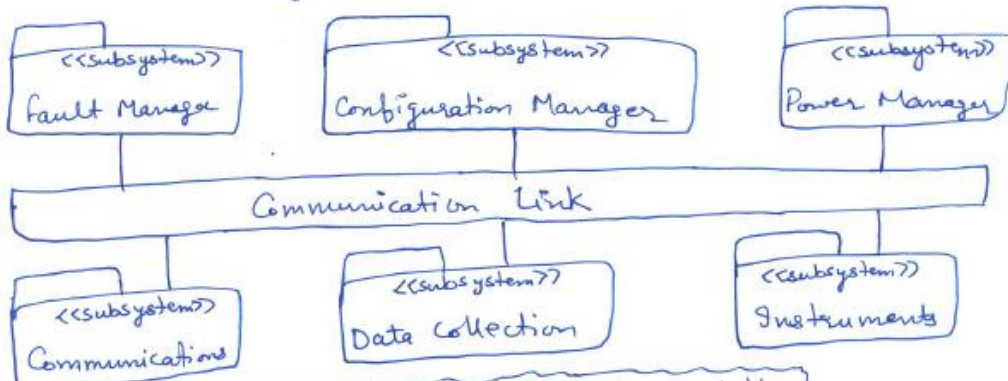 <<subsystem>>
Fault Manager
<<subsystem>>
Configuration Manager
<<subsystem>>
Power Manager
Communication Link
<<subsystem>>
Communications
<<subsystem>>
Data Collection
<<subsystem>>
Instruments